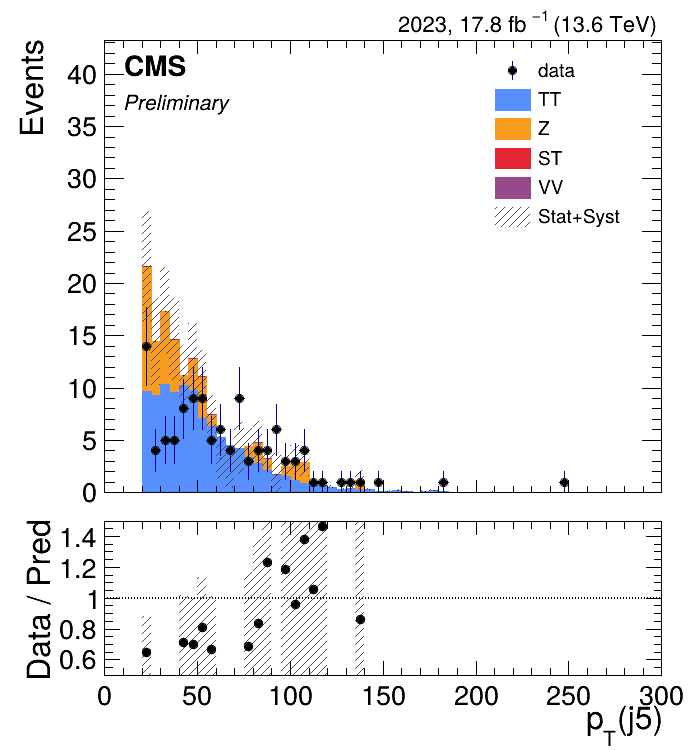 2023, 17.8 fb⁻¹ (13.6 TeV)
CMS
Preliminary
data
TT
Z
ST
VV
Stat+Syst
Events
40
35
30
25
20
15
10
5
0
Data / Pred
1.4
1.2
1
0.8
0.6
0 50 100 150 200 250 300
p_T(j5)